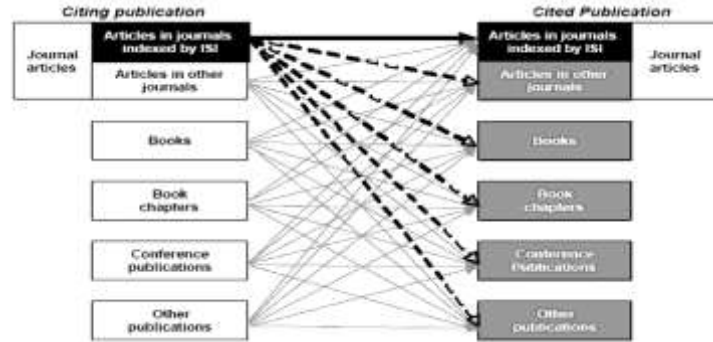 Citing publication
Cited Publication
Journal
articles
Articles in journals
indexed by ISI
Articles in other
journals
Books
Book
chapters
Conference
publications
Other
publications
Articles in journals
indexed by ISI
Articles in other
journals
Journal
articles
Books
Book
chapters
Conference
Publications
Other
publications